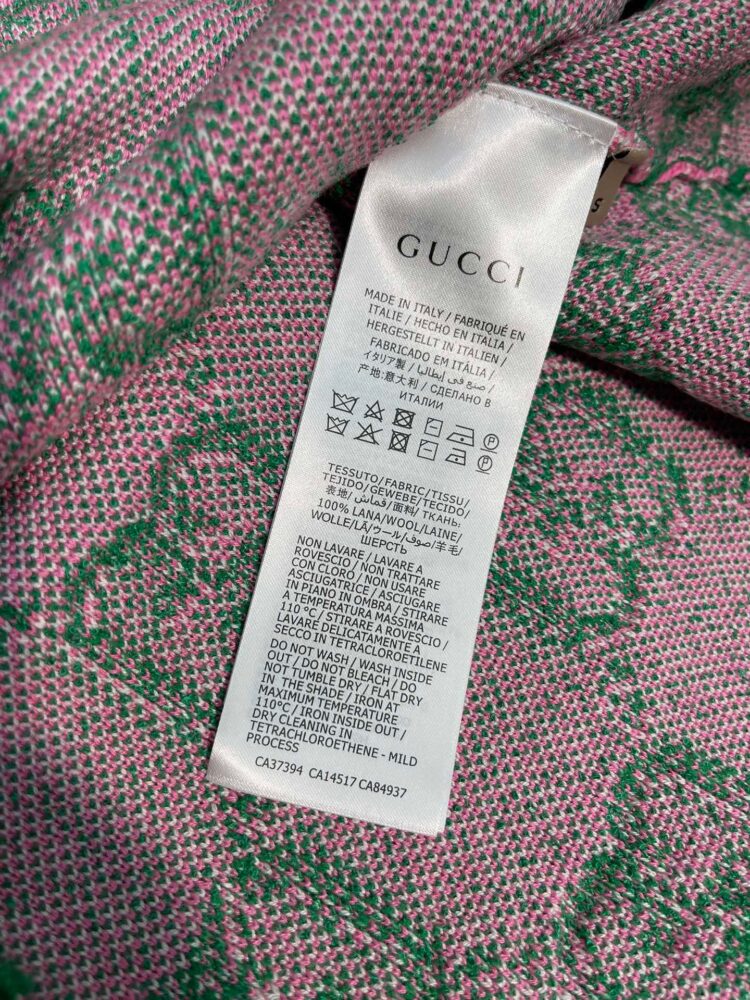 GUCCI
MADE IN ITALY / FABRIQUÉ EN
ITALIE / HECHO EN ITALIA /
HERGESTELLT IN ITALIEN /
FABRICADO EM ITÁLIA /
イタリア製 / صنع في إيطاليا /
产地:意大利 / СДЕЛАНО В
ИТАЛИИ
TESSUTO/FABRIC/TISSU/
TEJIDO/GEWEBE/TECIDO/
表地/قماش/面料/ТКАНЬ:
100% LANA/WOOL/LAINE/
WOLLE/LÃ/ウール/صوف/羊毛/
ШЕРСТЬ
NON LAVARE / LAVARE A
ROVESCIO / NON TRATTARE
CON CLORO / NON USARE
ASCIUGATRICE / ASCIUGARE
IN PIANO IN OMBRA / STIRARE
A TEMPERATURA MASSIMA
110 °C / STIRARE A ROVESCIO /
LAVARE DELICATAMENTE A
SECCO IN TETRACLOROETILENE
DO NOT WASH / WASH INSIDE
OUT / DO NOT BLEACH / DO
NOT TUMBLE DRY / FLAT DRY
IN THE SHADE / IRON AT
MAXIMUM TEMPERATURE
110°C / IRON INSIDE OUT /
DRY CLEANING IN
TETRACHLOROETHENE - MILD
PROCESS
CA37394 CA14517 CA84937
S